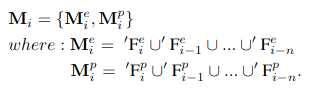 M_i = {M_i^e, M_i^p}
where : M_i^e = 'F_i^e ∪' F_{i−1}^e ∪ ... ∪' F_{i−n}^e
M_i^p = 'F_i^p ∪' F_{i−1}^p ∪ ... ∪' F_{i−n}^p.